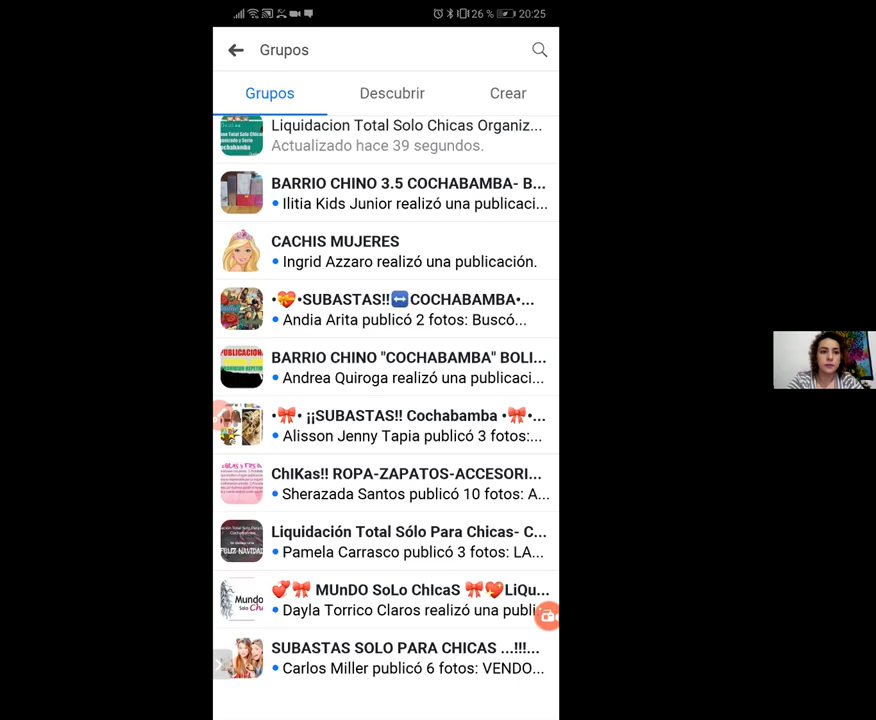 26 % 20:25
Grupos
Grupos Descubrir Crear
Liquidacion Total Solo Chicas Organiz...
Actualizado hace 39 segundos.
BARRIO CHINO 3.5 COCHABAMBA- B...
• Ilitia Kids Junior realizó una publicaci...
CACHIS MUJERES
• Ingrid Azzaro realizó una publicación.
•💝•SUBASTAS!!↔️COCHABAMBA•...
• Andia Arita publicó 2 fotos: Buscó...
PUBLICACION
BARRIO CHINO "COCHABAMBA" BOLI...
• Andrea Quiroga realizó una publicaci...
•🎀• ¡¡SUBASTAS!! Cochabamba •🎀•...
• Alisson Jenny Tapia publicó 3 fotos:...
ChIKas!! ROPA-ZAPATOS-ACCESORI...
• Sherazada Santos publicó 10 fotos: A...
Liquidación Total Sólo Para Chicas- C...
• Pamela Carrasco publicó 3 fotos: LA...
FELIZ NAVIDAD
💞🎀 MUnDO SoLo ChIcaS 🎀💖LiQu...
• Dayla Torrico Claros realizó una publi
Mundo
SUBASTAS SOLO PARA CHICAS ...!!!...
• Carlos Miller publicó 6 fotos: VENDO...